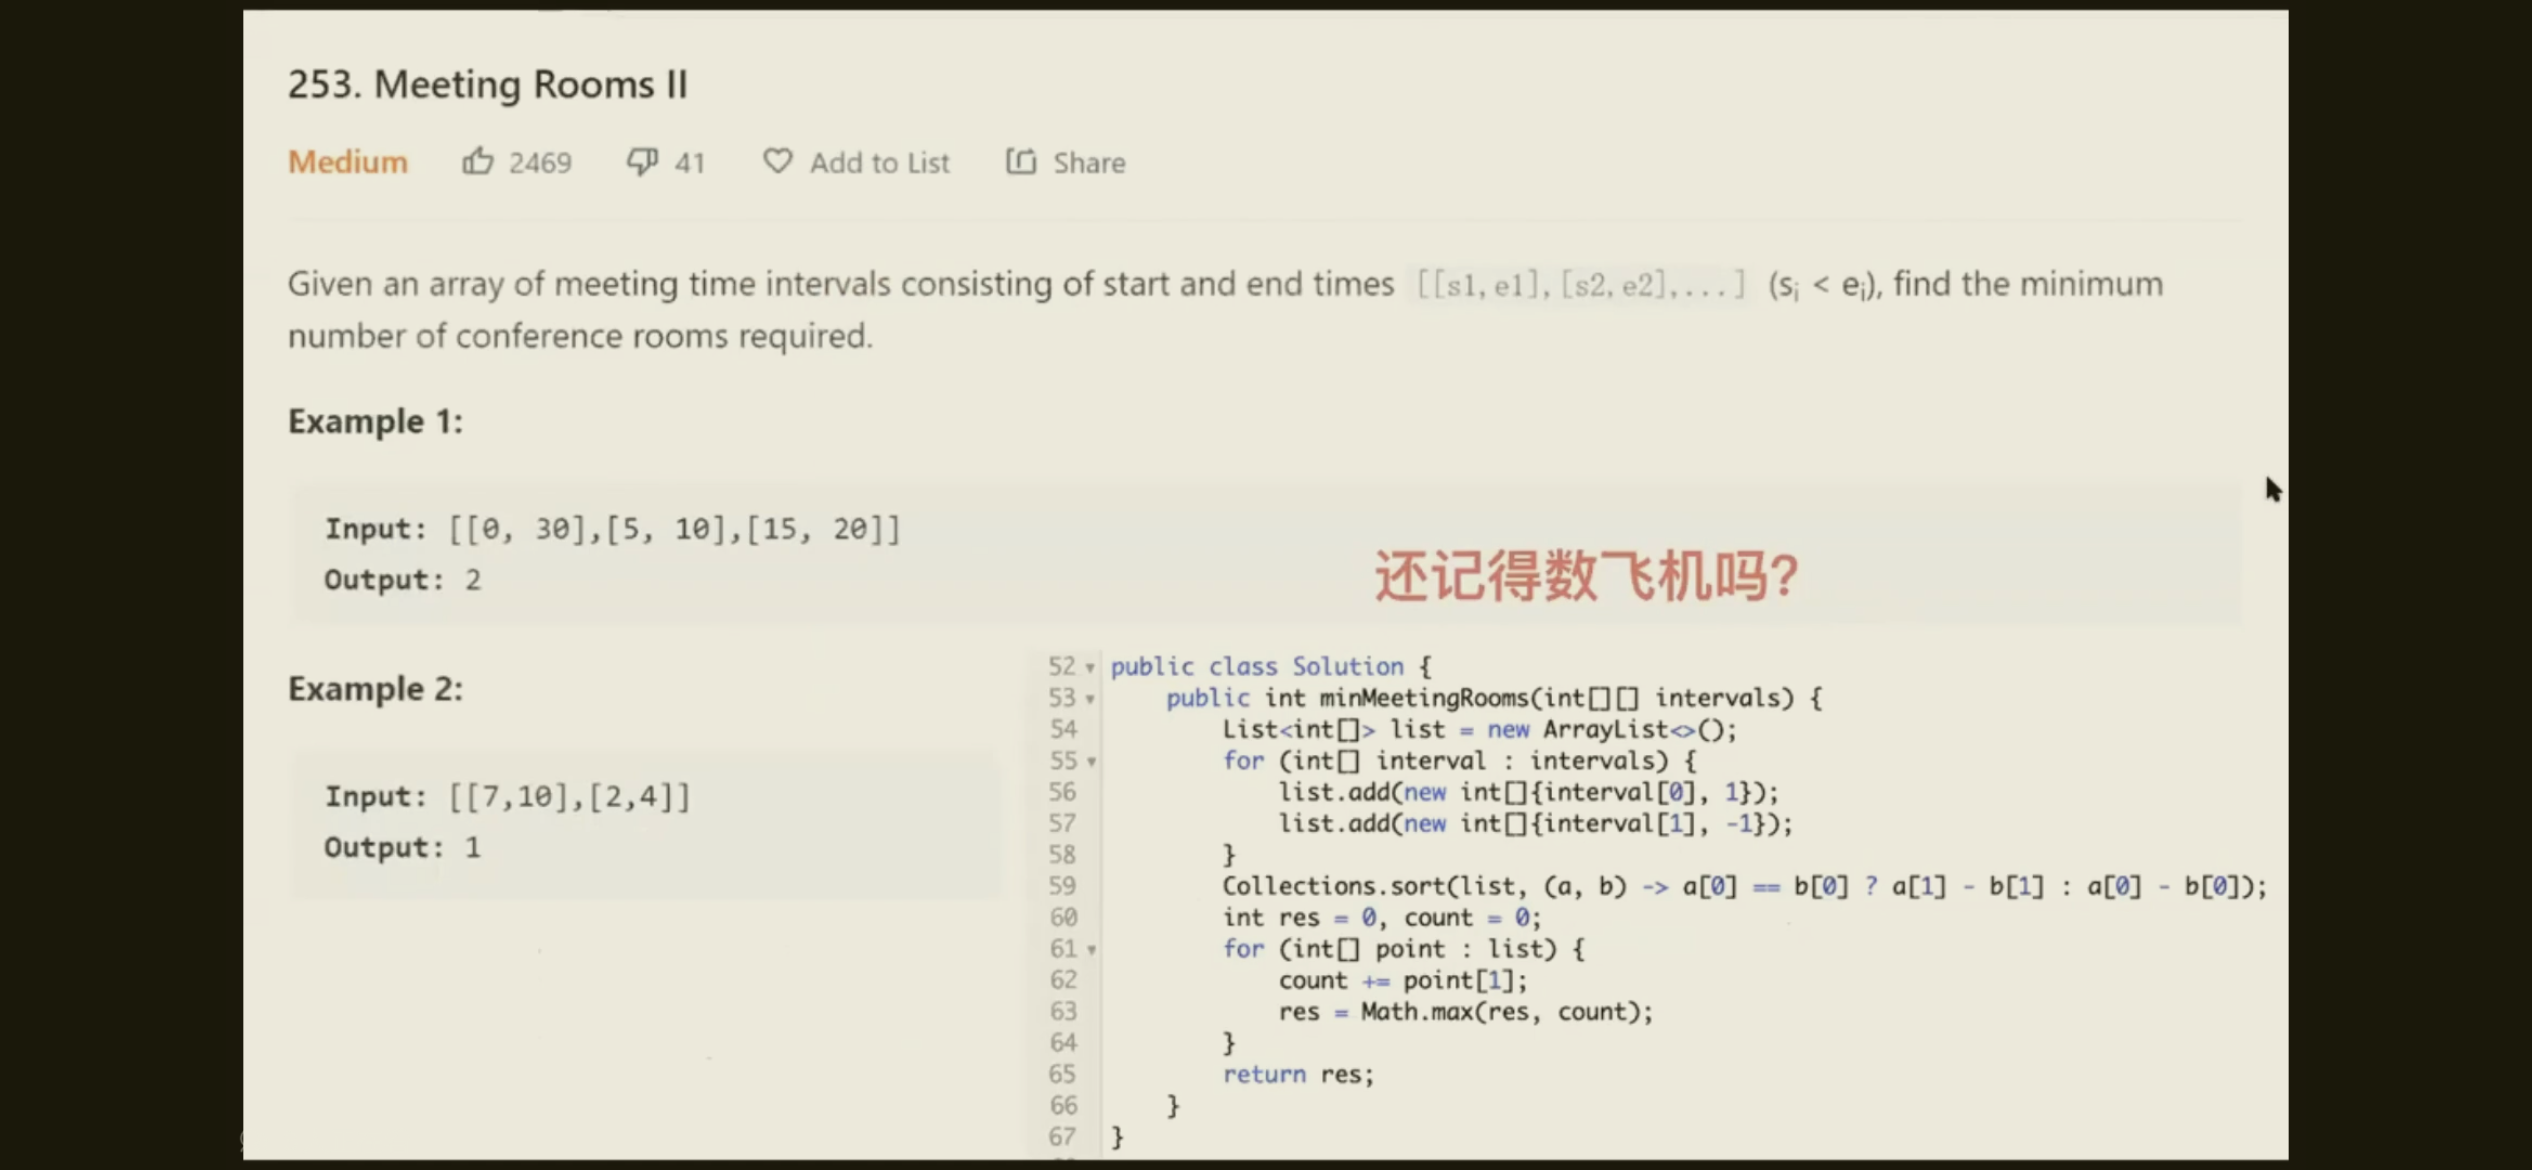 253. Meeting Rooms II
Medium 2469 41 Add to List Share
Given an array of meeting time intervals consisting of start and end times [[s1, e1], [s2, e2],...] (si < ei), find the minimum
number of conference rooms required.
Example 1:
Input: [[0, 30],[5, 10],[15, 20]]
Output: 2
还记得数飞机吗?
Example 2:
Input: [[7,10],[2,4]]
Output: 1
52 public class Solution {
53 public int minMeetingRooms(int[][] intervals) {
54 List<int[]> list = new ArrayList<>();
55 for (int[] interval : intervals) {
56 list.add(new int[]{interval[0], 1});
57 list.add(new int[]{interval[1], -1});
58 }
59 Collections.sort(list, (a, b) -> a[0] == b[0] ? a[1] - b[1] : a[0] - b[0]);
60 int res = 0, count = 0;
61 for (int[] point : list) {
62 count += point[1];
63 res = Math.max(res, count);
64 }
65 return res;
66 }
67 }